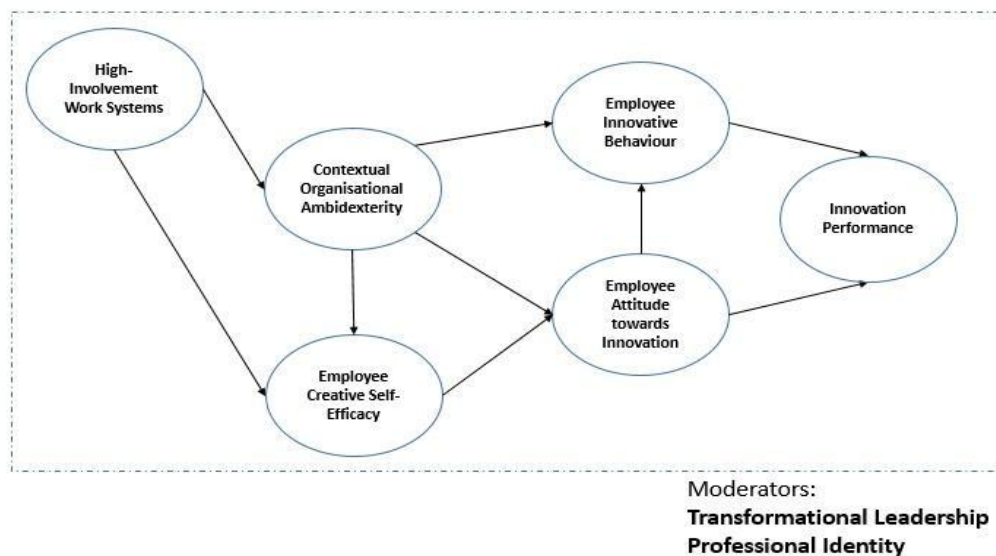 High-
Involvement
Work Systems
Contextual
Organisational
Ambidexterity
Employee
Creative Self-
Efficacy
Employee
Innovative
Behaviour
Employee
Attitude
towards
Innovation
Innovation
Performance
Moderators:
Transformational Leadership
Professional Identity